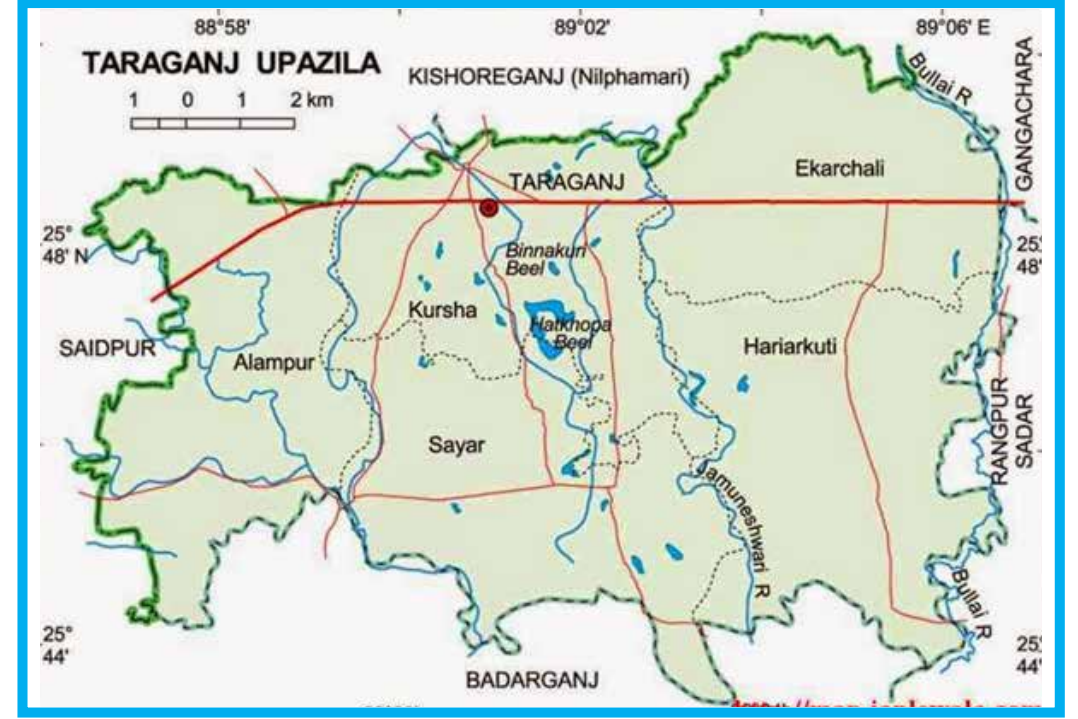 88°58'
89°02'
89°06' E
TARAGANJ UPAZILA
KISHOREGANJ (Nilphamari)
Bullai R
GANGACHARA
1 0 1 2 km
Ekarchali
TARAGANJ
25°
48' N
Binnakuri
Beel
25°
48'
Kursha
Hatkhopa
Beel
SAIDPUR
Alampur
Hariarkuti
RANGPUR
SADAR
Sayar
Jamuneshwari R
Bullai R
25°
44'
25°
44'
BADARGANJ